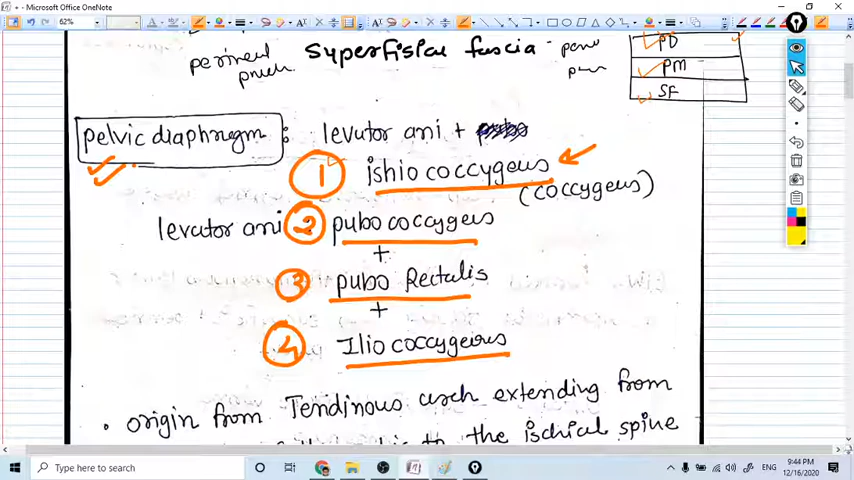 Microsoft Office OneNote
62%
perineal
pouch
Superfisial fascia
PD
PM
SF
pelvic diaphragm : levator ani +
1 ishio coccygeus
(coccygeus)
levator ani 2 pubo coccygeus
+
3 pubo Rectalis
+
4 Ilio coccygeous
• origin from Tendinous arch extending from
to the ischial spine
Type here to search
ENG
9:44 PM
12/16/2020